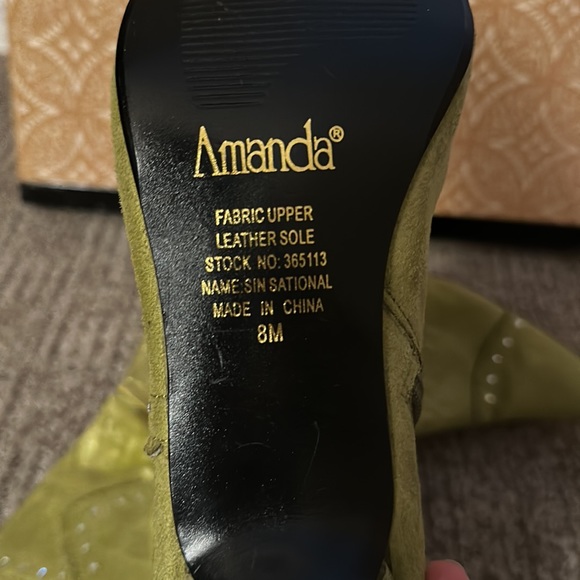 Amanda®
FABRIC UPPER
LEATHER SOLE
STOCK NO: 365113
NAME:SIN SATIONAL
MADE IN CHINA
8M